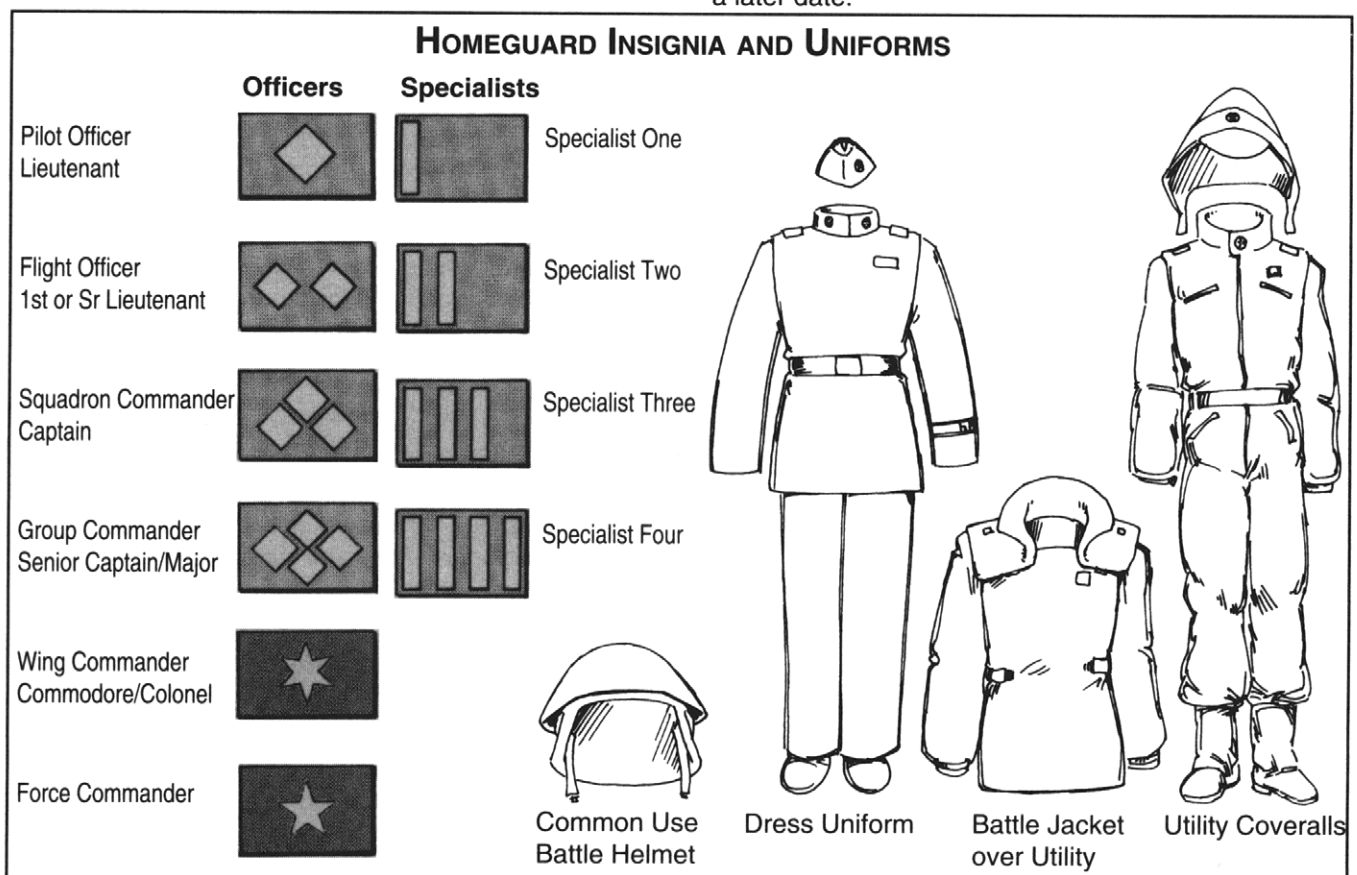 a later date.
HOMEGUARD INSIGNIA AND UNIFORMS
Officers
Specialists
Pilot Officer
Lieutenant
Specialist One
Flight Officer
1st or Sr Lieutenant
Specialist Two
Squadron Commander
Captain
Specialist Three
Group Commander
Senior Captain/Major
Specialist Four
Wing Commander
Commodore/Colonel
Force Commander
Common Use
Battle Helmet
Dress Uniform
Battle Jacket
over Utility
Utility Coveralls